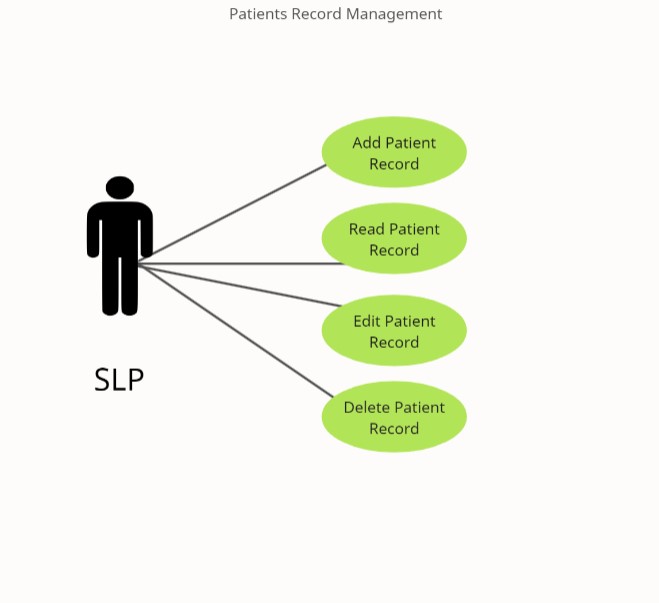 Patients Record Management
Add Patient
Record
Read Patient
Record
Edit Patient
Record
SLP
Delete Patient
Record